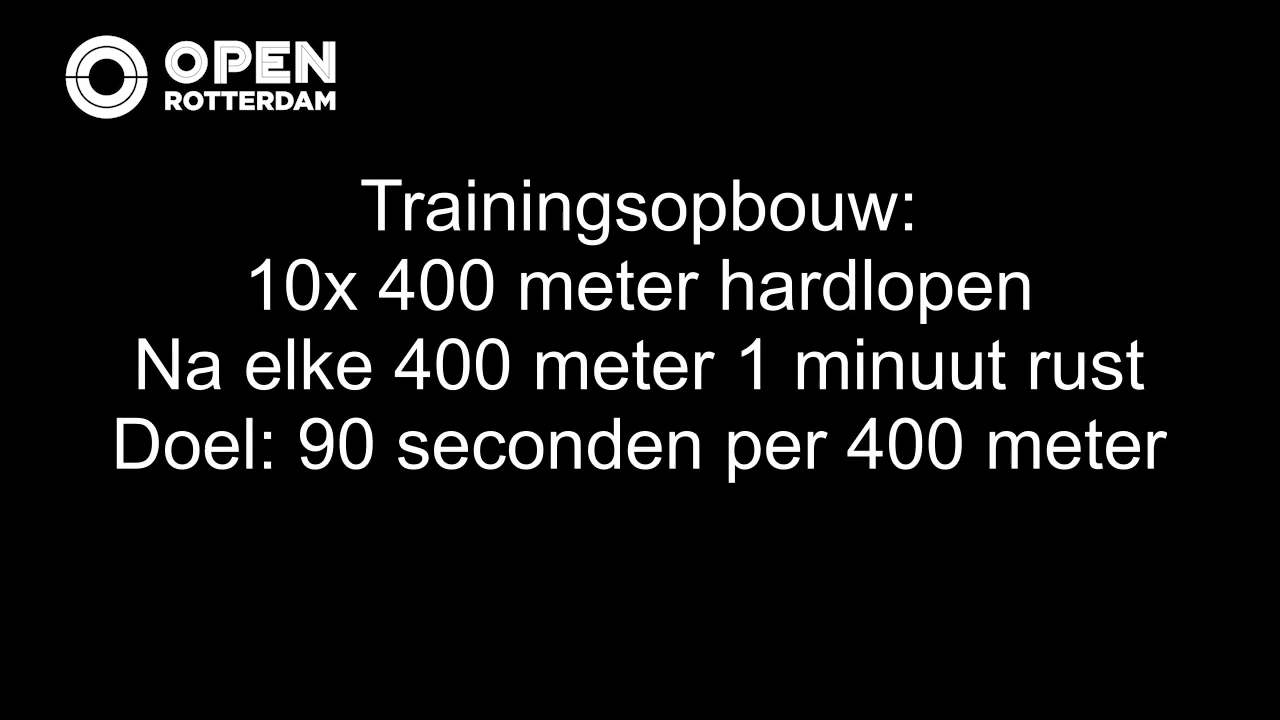 OPEN
ROTTERDAM
Trainingsopbouw:
10x 400 meter hardlopen
Na elke 400 meter 1 minuut rust
Doel: 90 seconden per 400 meter